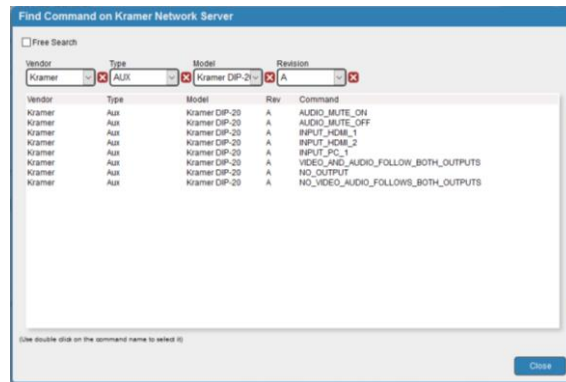 Find Command on Kramer Network Server
Free Search
Vendor Type Model Revision
Kramer AUX Kramer DIP-2 A
Vendor Type Model Rev Command
Kramer Aux Kramer DIP-20 A AUDIO_MUTE_ON
Kramer Aux Kramer DIP-20 A AUDIO_MUTE_OFF
Kramer Aux Kramer DIP-20 A INPUT_HDMI_1
Kramer Aux Kramer DIP-20 A INPUT_HDMI_2
Kramer Aux Kramer DIP-20 A INPUT_PC_1
Kramer Aux Kramer DIP-20 A VIDEO_AND_AUDIO_FOLLOW_BOTH_OUTPUTS
Kramer Aux Kramer DIP-20 A NO_OUTPUT
Kramer Aux Kramer DIP-20 A NO_VIDEO_AUDIO_FOLLOWS_BOTH_OUTPUTS
(Use double click on the command name to select it)
Close